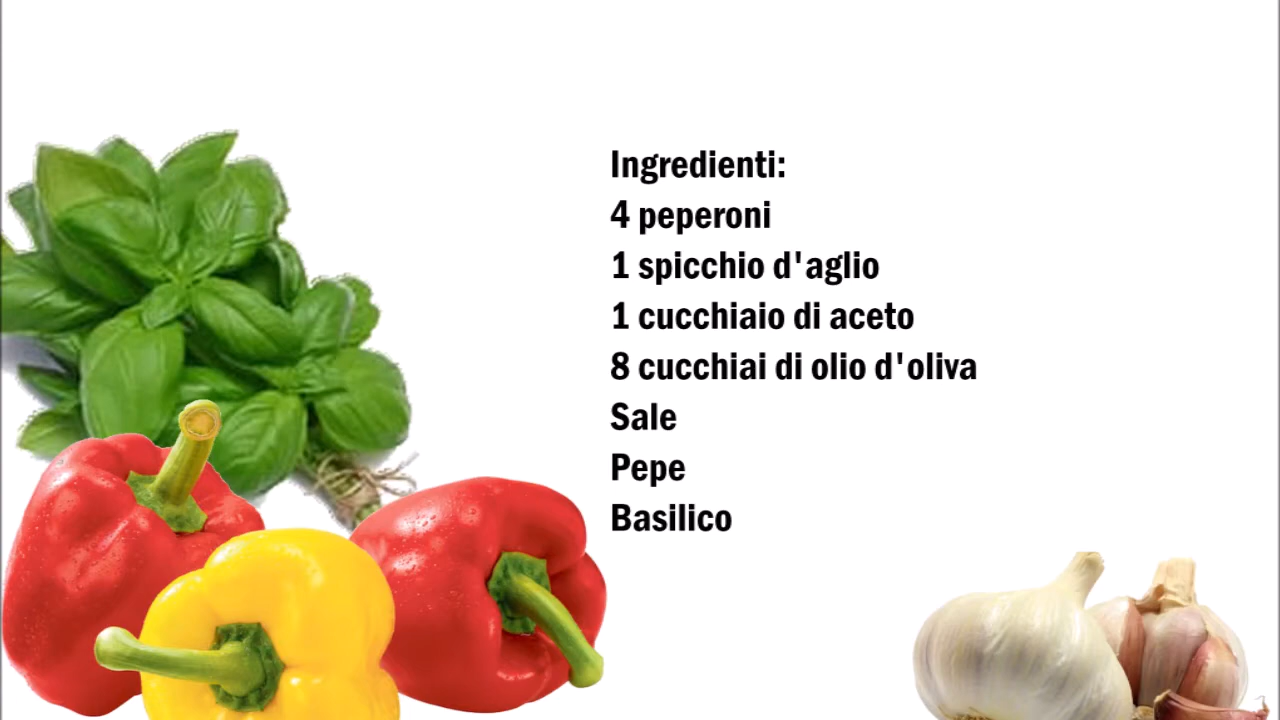 Ingredienti:
4 peperoni
1 spicchio d'aglio
1 cucchiaio di aceto
8 cucchiai di olio d'oliva
Sale
Pepe
Basilico